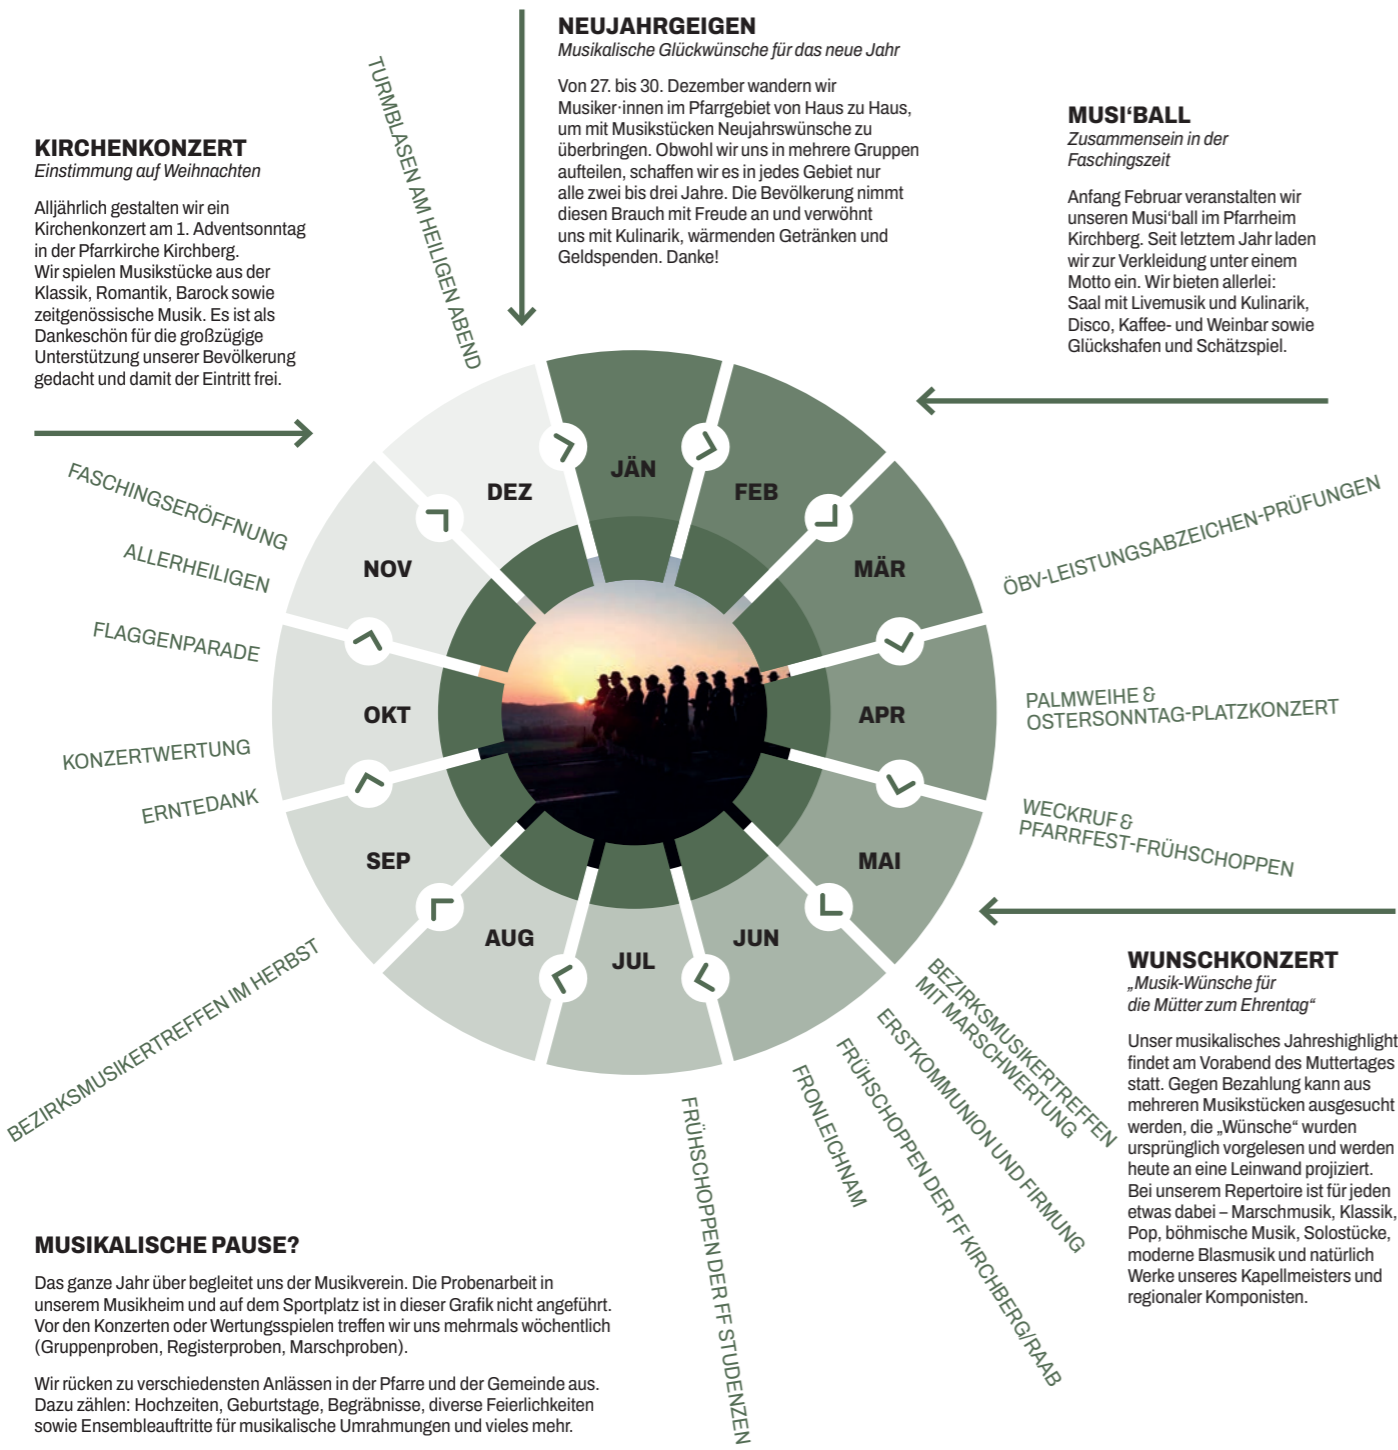 NEUJAHRGEIGEN
Musikalische Glückwünsche für das neue Jahr
Von 27. bis 30. Dezember wandern wir
Musiker·innen im Pfarrgebiet von Haus zu Haus,
um mit Musikstücken Neujahrswünsche zu
überbringen. Obwohl wir uns in mehrere Gruppen
aufteilen, schaffen wir es in jedes Gebiet nur
alle zwei bis drei Jahre. Die Bevölkerung nimmt
diesen Brauch mit Freude an und verwöhnt
uns mit Kulinarik, wärmenden Getränken und
Geldspenden. Danke!
MUSI‘BALL
Zusammensein in der
Faschingszeit
Anfang Februar veranstalten wir
unseren Musi‘ball im Pfarrheim
Kirchberg. Seit letztem Jahr laden
wir zur Verkleidung unter einem
Motto ein. Wir bieten allerlei:
Saal mit Livemusik und Kulinarik,
Disco, Kaffee- und Weinbar sowie
Glückshafen und Schätzspiel.
KIRCHENKONZERT
Einstimmung auf Weihnachten
Alljährlich gestalten wir ein
Kirchenkonzert am 1. Adventsonntag
in der Pfarrkirche Kirchberg.
Wir spielen Musikstücke aus der
Klassik, Romantik, Barock sowie
zeitgenössische Musik. Es ist als
Dankeschön für die großzügige
Unterstützung unserer Bevölkerung
gedacht und damit der Eintritt frei.
TURMBLASEN AM HEILIGEN ABEND
JÄN
FEB
MÄR
APR
MAI
JUN
JUL
AUG
SEP
OKT
NOV
DEZ
ÖBV-LEISTUNGSABZEICHEN-PRÜFUNGEN
PALMWEIHE &
OSTERSONNTAG-PLATZKONZERT
WECKRUF &
PFARRFEST-FRÜHSCHOPPEN
WUNSCHKONZERT
„Musik-Wünsche für
die Mütter zum Ehrentag“
Unser musikalisches Jahreshighlight
findet am Vorabend des Muttertages
statt. Gegen Bezahlung kann aus
mehreren Musikstücken ausgesucht
werden, die „Wünsche“ wurden
ursprünglich vorgelesen und werden
heute an eine Leinwand projiziert.
Bei unserem Repertoire ist für jeden
etwas dabei – Marschmusik, Klassik,
Pop, böhmische Musik, Solostücke,
moderne Blasmusik und natürlich
Werke unseres Kapellmeisters und
regionaler Komponisten.
BEZIRKSMUSIKERTREFFEN
MIT MARSCHWERTUNG
ERSTKOMMUNION UND FIRMUNG
FRÜHSCHOPPEN DER FF KIRCHBERG/RAAB
FRONLEICHNAM
FRÜHSCHOPPEN DER FF STUDENZEN
BEZIRKSMUSIKERTREFFEN IM HERBST
ERNTEDANK
KONZERTWERTUNG
FLAGGENPARADE
ALLERHEILIGEN
FASCHINGSERÖFFNUNG
MUSIKALISCHE PAUSE?
Das ganze Jahr über begleitet uns der Musikverein. Die Probenarbeit in
unserem Musikheim und auf dem Sportplatz ist in dieser Grafik nicht angeführt.
Vor den Konzerten oder Wertungsspielen treffen wir uns mehrmals wöchentlich
(Gruppenproben, Registerproben, Marschproben).
Wir rücken zu verschiedensten Anlässen in der Pfarre und der Gemeinde aus.
Dazu zählen: Hochzeiten, Geburtstage, Begräbnisse, diverse Feierlichkeiten
sowie Ensembleauftritte für musikalische Umrahmungen und vieles mehr.